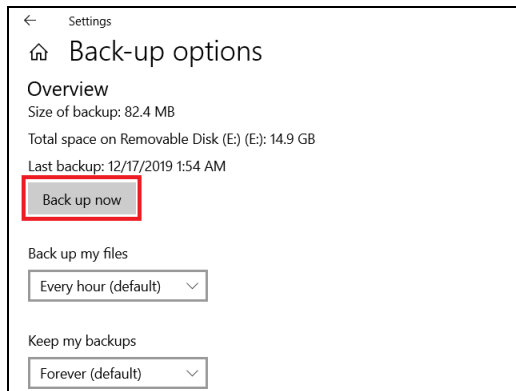 Settings
Back-up options
Overview
Size of backup: 82.4 MB
Total space on Removable Disk (E:) (E:): 14.9 GB
Last backup: 12/17/2019 1:54 AM
Back up now
Back up my files
Every hour (default)
Keep my backups
Forever (default)